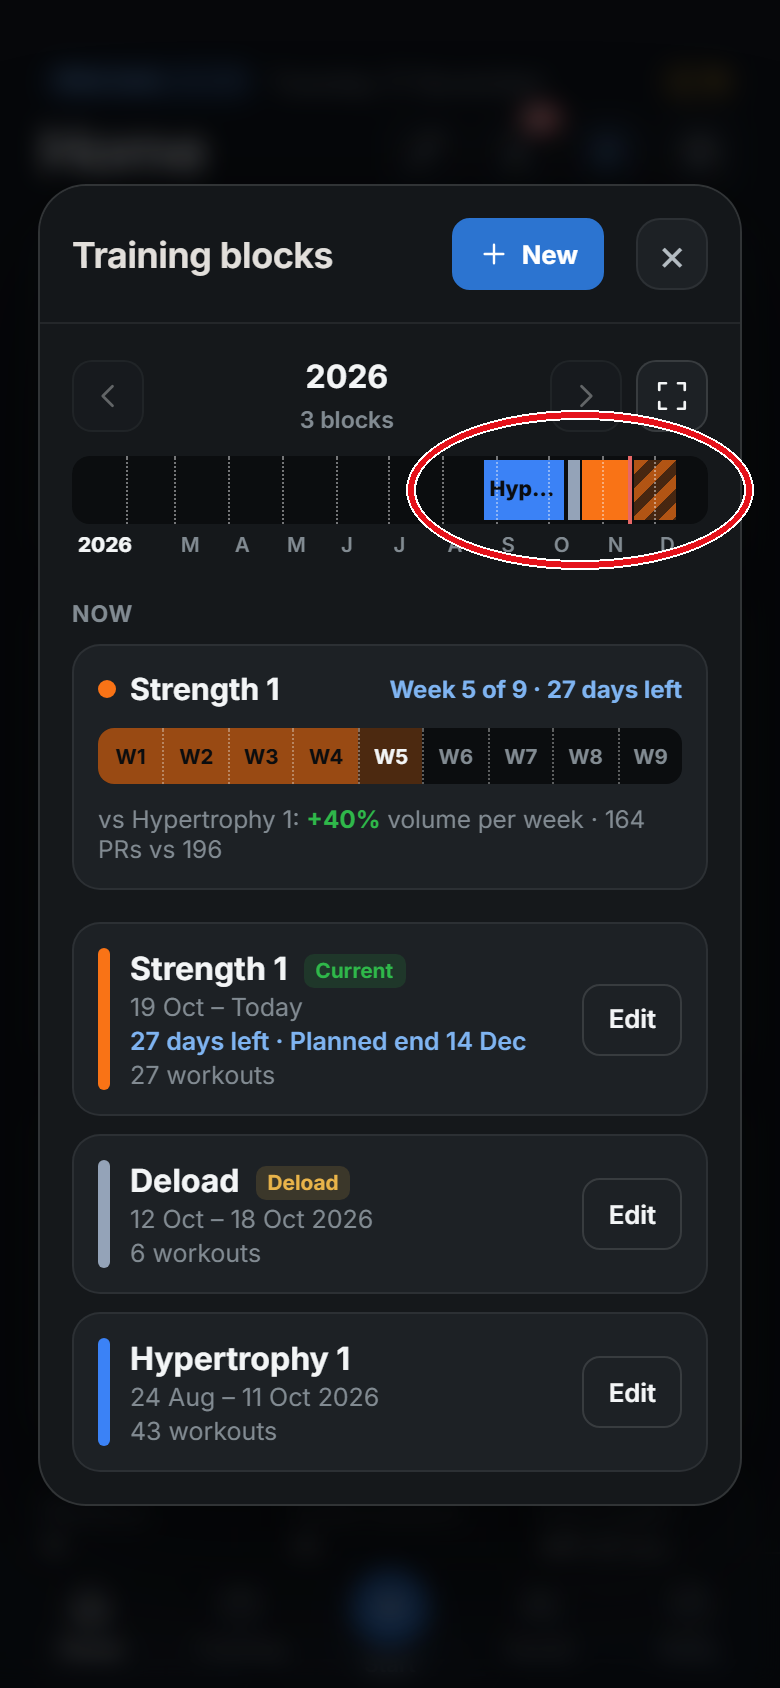 Training blocks
+ New
2026
3 blocks
Hyp...
2026 M A M J J A S O N D
NOW
Strength 1
Week 5 of 9 · 27 days left
W1 W2 W3 W4 W5 W6 W7 W8 W9
vs Hypertrophy 1: +40% volume per week · 164
PRs vs 196
Strength 1 Current
19 Oct – Today
27 days left · Planned end 14 Dec
27 workouts
Edit
Deload Deload
12 Oct – 18 Oct 2026
6 workouts
Edit
Hypertrophy 1
24 Aug – 11 Oct 2026
43 workouts
Edit